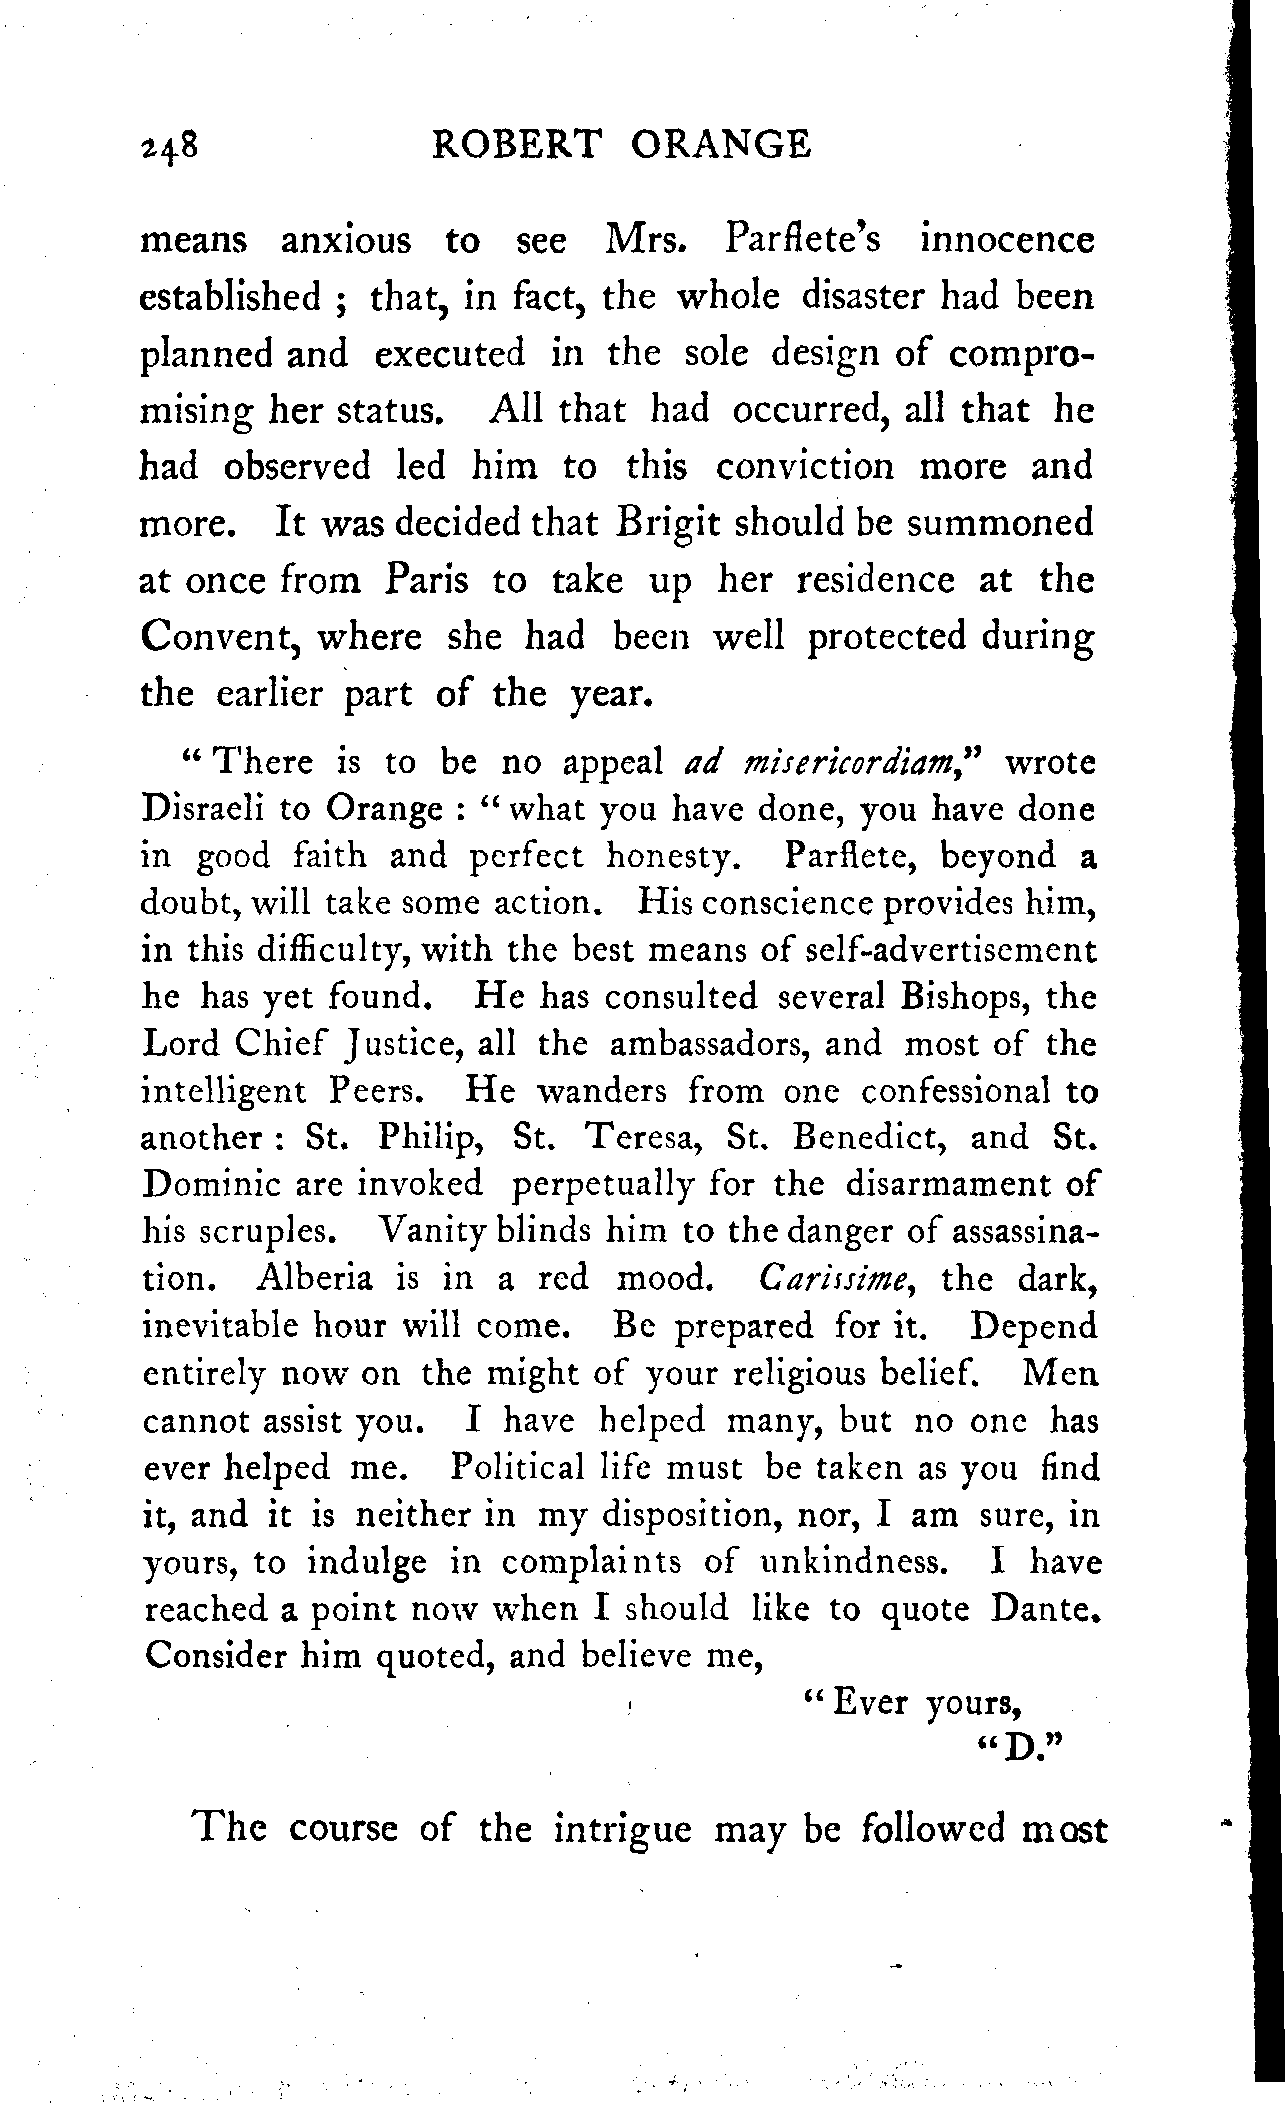 248 ROBERT ORANGE
means anxious to see Mrs. Parflete's innocence
established ; that, in fact, the whole disaster had been
planned and executed in the sole design of compro-
mising her status. All that had occurred, all that he
had observed led him to this conviction more and
more. It was decided that Brigit should be summoned
at once from Paris to take up her residence at the
Convent, where she had been well protected during
the earlier part of the year.
“ There is to be no appeal ad misericordiam,” wrote
Disraeli to Orange : “ what you have done, you have done
in good faith and perfect honesty. Parflete, beyond a
doubt, will take some action. His conscience provides him,
in this difficulty, with the best means of self-advertisement
he has yet found. He has consulted several Bishops, the
Lord Chief Justice, all the ambassadors, and most of the
intelligent Peers. He wanders from one confessional to
another : St. Philip, St. Teresa, St. Benedict, and St.
Dominic are invoked perpetually for the disarmament of
his scruples. Vanity blinds him to the danger of assassina-
tion. Alberia is in a red mood. Carissime, the dark,
inevitable hour will come. Be prepared for it. Depend
entirely now on the might of your religious belief. Men
cannot assist you. I have helped many, but no one has
ever helped me. Political life must be taken as you find
it, and it is neither in my disposition, nor, I am sure, in
yours, to indulge in complaints of unkindness. I have
reached a point now when I should like to quote Dante.
Consider him quoted, and believe me,
“ Ever yours,
“ D.”
The course of the intrigue may be followed most